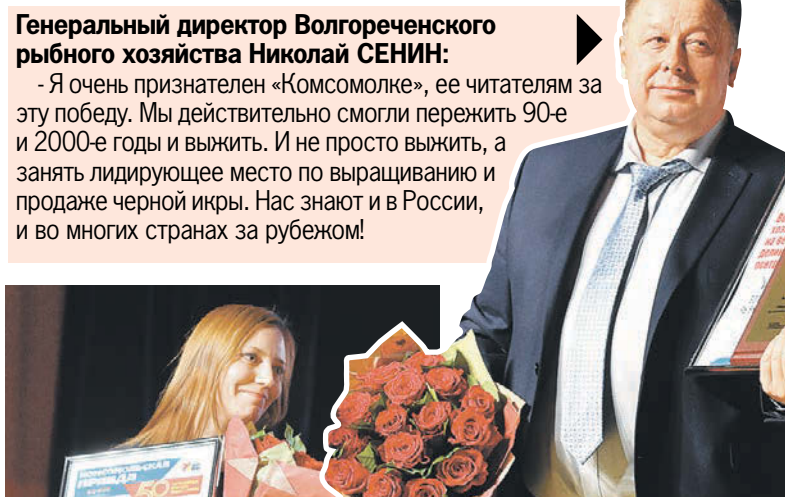 Генеральный директор Волгореченского
рыбного хозяйства Николай СЕНИН:
- Я очень признателен «Комсомолке», ее читателям за
эту победу. Мы действительно смогли пережить 90-е
и 2000-е годы и выжить. И не просто выжить, а
занять лидирующее место по выращиванию и
продаже черной икры. Нас знают и в России,
и во многих странах за рубежом!
КОМСОМОЛЬСКАЯ
ПРАВДА
50